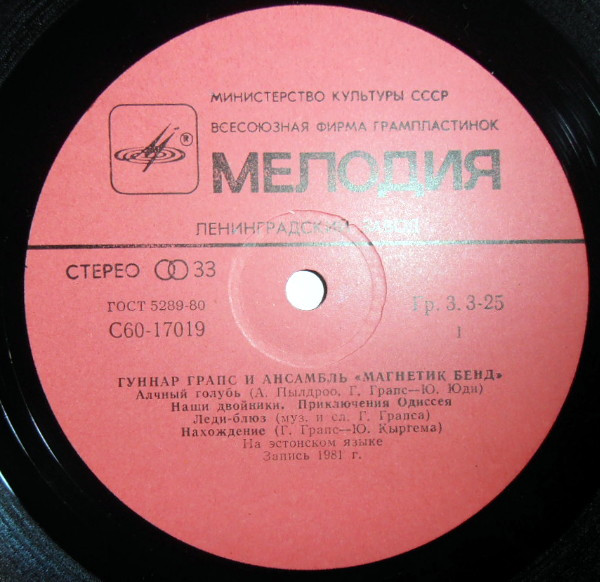 МИНИСТЕРСТВО КУЛЬТУРЫ СССР
ВСЕСОЮЗНАЯ ФИРМА ГРАМПЛАСТИНОК
®
МЕЛОДИЯ
ЛЕНИНГРАДСКИЙ ЗАВОД
СТЕРЕО 33
ГОСТ 5289-80
Гр. 3. 3-25
С60-17019
1
ГУННАР ГРАПС И АНСАМБЛЬ «МАГНЕТИК БЕНД»
Алчный голубь (А. Пылдроо, Г. Грапс—Ю. Юди)
Наши двойники. Приключения Одиссея
Леди-блюз (муз. и сл. Г. Грапса)
Нахождение (Г. Грапс—Ю. Кыргема)
На эстонском языке
Запись 1981 г.